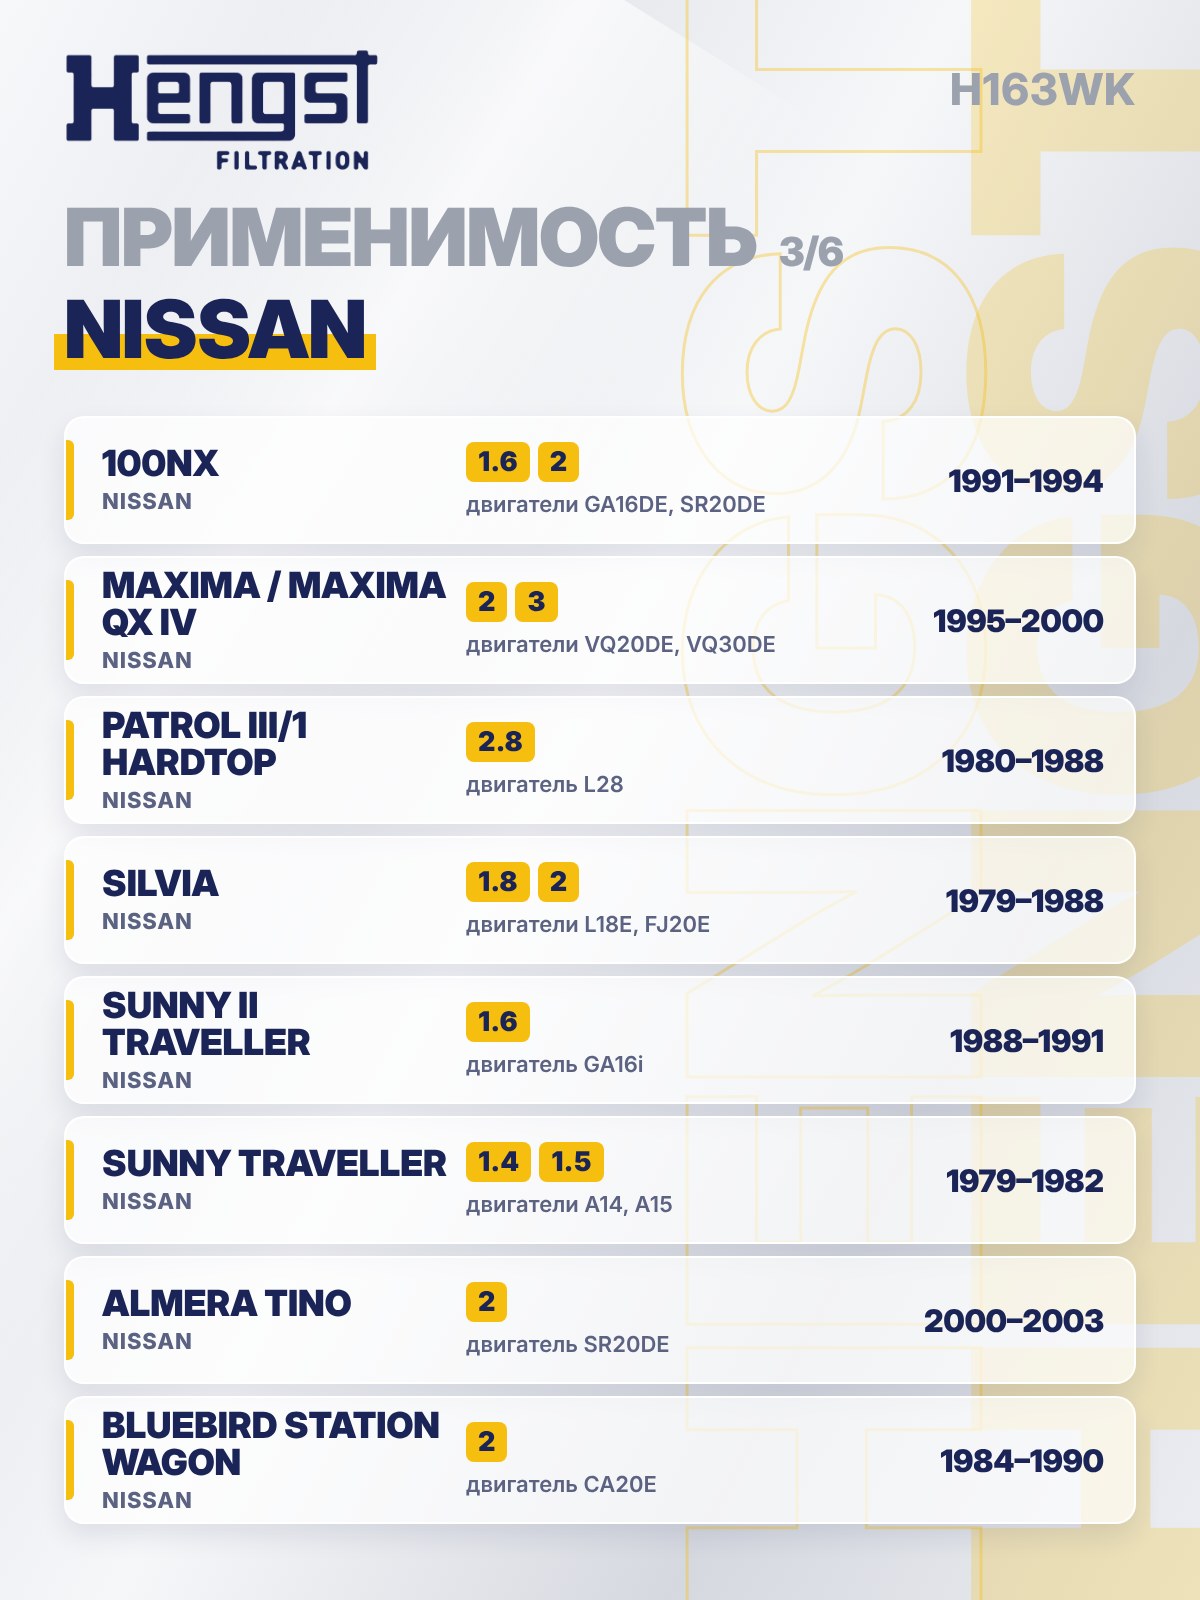 Hengst
FILTRATION
H163WK
ПРИМЕНИМОСТЬ 3/6
NISSAN
100NX
NISSAN
1.6 2
двигатели GA16DE, SR20DE
1991–1994
MAXIMA / MAXIMA
QX IV
NISSAN
2 3
двигатели VQ20DE, VQ30DE
1995–2000
PATROL III/1
HARDTOP
NISSAN
2.8
двигатель L28
1980–1988
SILVIA
NISSAN
1.8 2
двигатели L18E, FJ20E
1979–1988
SUNNY II
TRAVELLER
NISSAN
1.6
двигатель GA16i
1988–1991
SUNNY TRAVELLER
NISSAN
1.4 1.5
двигатели A14, A15
1979–1982
ALMERA TINO
NISSAN
2
двигатель SR20DE
2000–2003
BLUEBIRD STATION
WAGON
NISSAN
2
двигатель CA20E
1984–1990
HENGST
HENGST